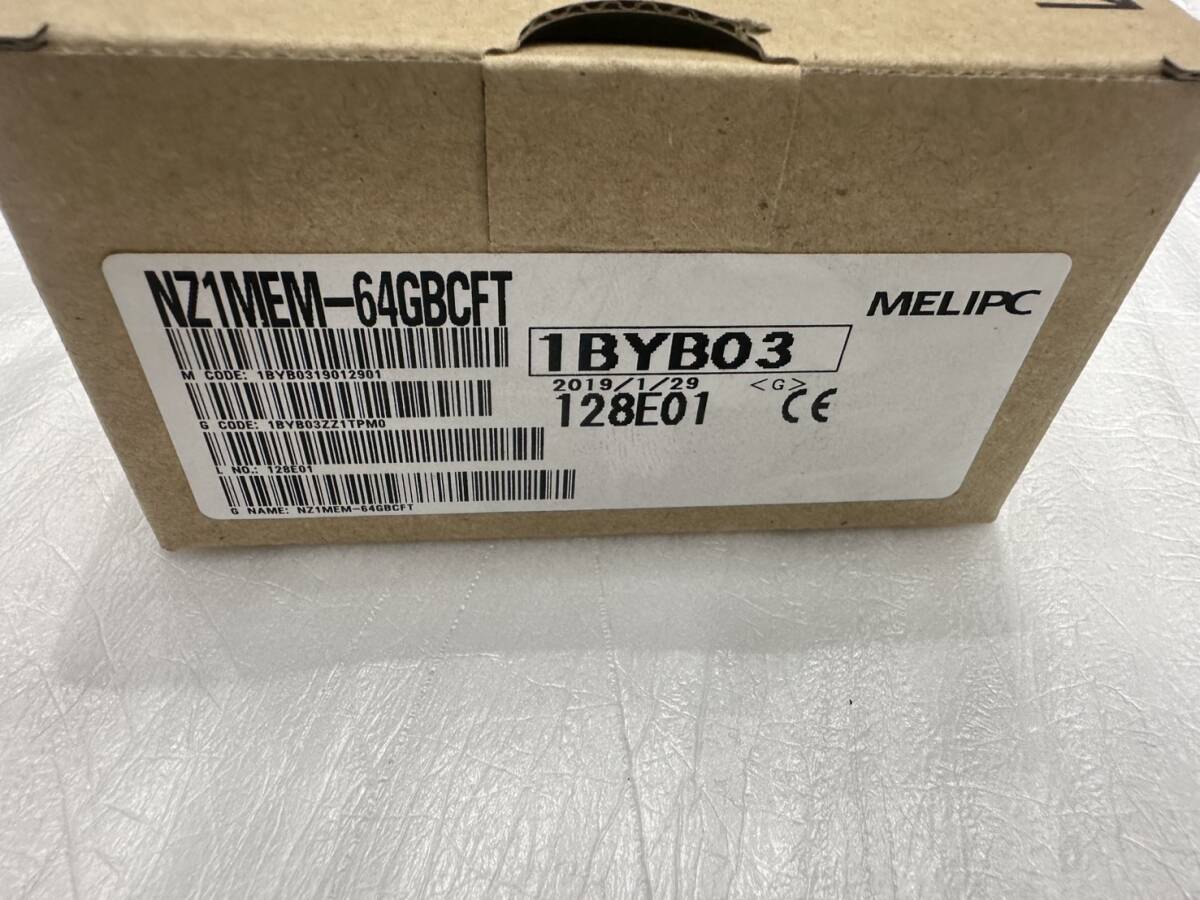 NZ1MEM-64GBCFT
MELIPC
1BYB03
M CODE: 1BYB0319012901
2019/1/29 <G>
128E01 CE
G CODE: 1BYB03ZZ1TPM0
L NO.: 128E01
G NAME: NZ1MEM-64GBCFT